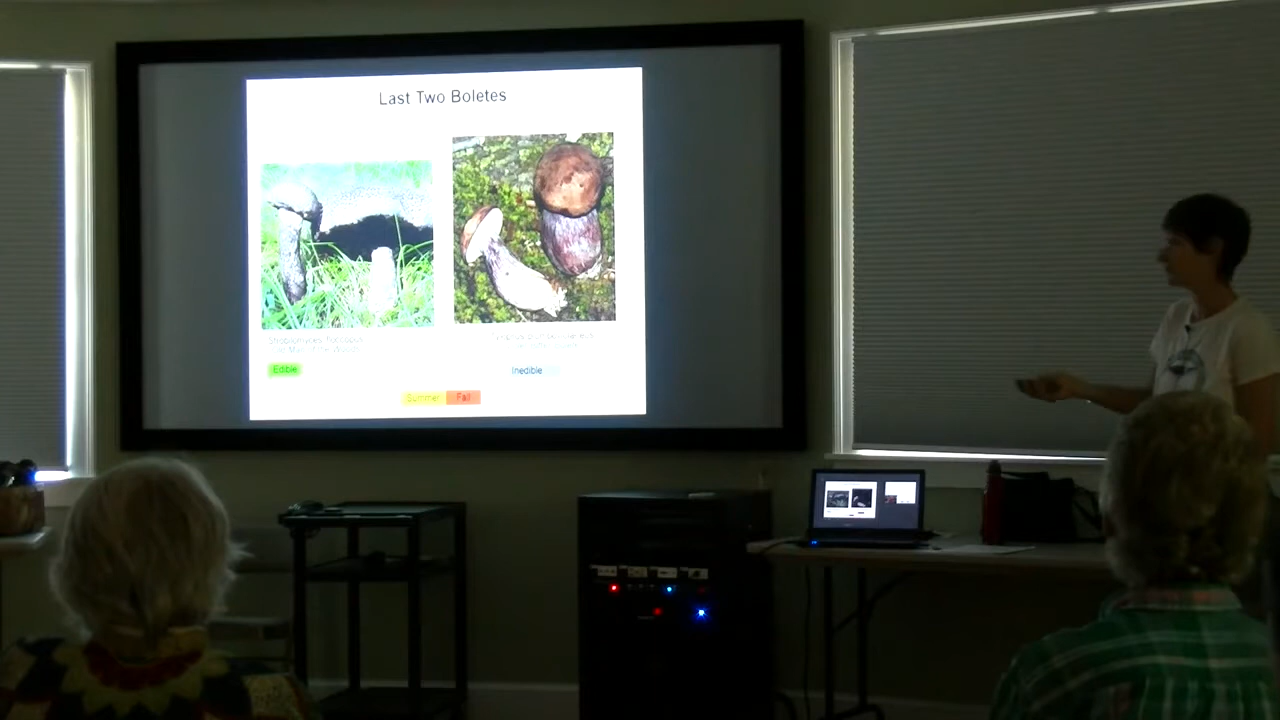 Last Two Boletes
Strobilomyces floccopus
Edible
Inedible
Summer
Fall